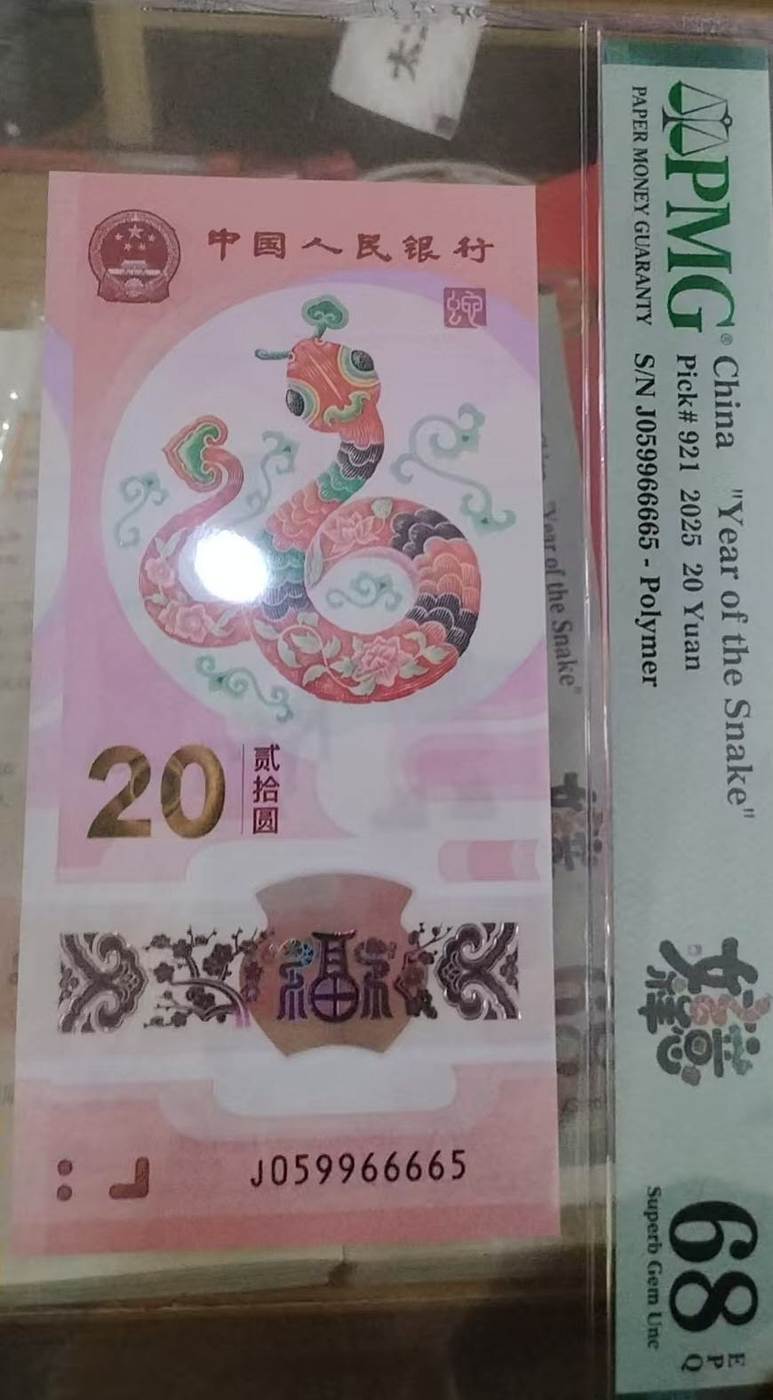 中国人民银行
20
贰拾圆
福
J059966665
PMG®
PAPER MONEY GUARANTY
China "Year of the Snake"
Pick# 921 2025 20 Yuan
S/N J059966665 - Polymer
68 EPQ
Superb Gem Unc
"Year of the Snake"